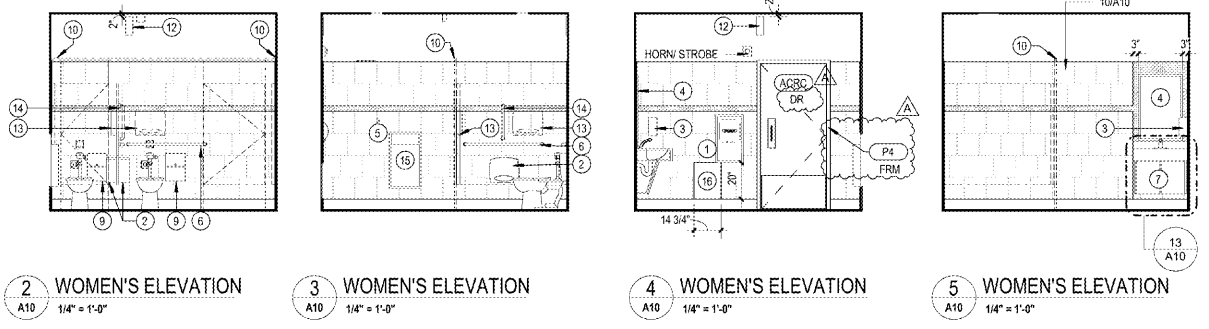 2"
10
12
10
14
13
9
2
9
6
2 WOMEN'S ELEVATION
A10 1/4" = 1'-0"
10
14
5
13
13
6
15
2
3 WOMEN'S ELEVATION
A10 1/4" = 1'-0"
12
HORN/ STROBE
4
ACRC
A
DR
A
3
1
P4
16
20"
FRM
14 3/4"
4 WOMEN'S ELEVATION
A10 1/4" = 1'-0"
10/A10
10
3"
3"
4
3
7
13
A10
5 WOMEN'S ELEVATION
A10 1/4" = 1'-0"